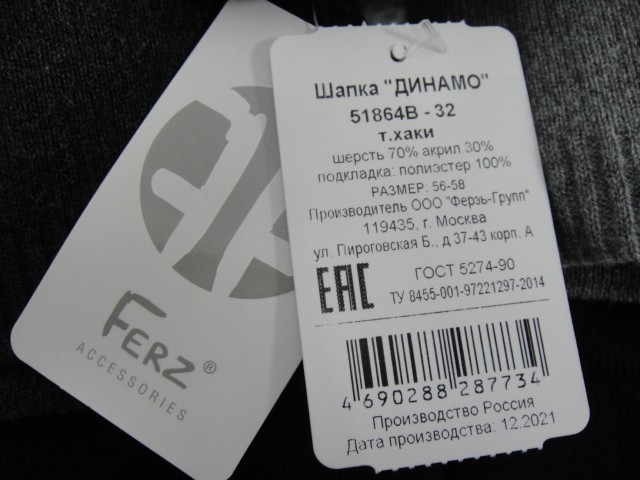 FERZ®
ACCESSORIES
Шапка "ДИНАМО"
51864В - 32
т.хаки
шерсть 70% акрил 30%
подкладка: полиэстер 100%
РАЗМЕР: 56-58
Производитель ООО "Ферзь-Групп"
119435, г. Москва
ул. Пироговская Б., д 37-43 корп. А
ЕАС
ГОСТ 5274-90
ТУ 8455-001-97221297-2014
4 690288 287734
Производство Россия
Дата производства: 12.2021